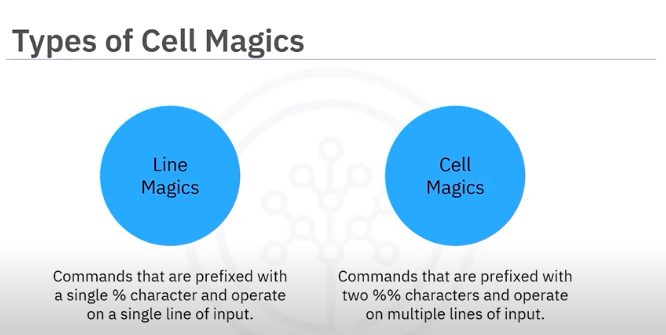 Types of Cell Magics
Line
Magics
Commands that are prefixed with
a single % character and operate
on a single line of input.
Cell
Magics
Commands that are prefixed with
two %% characters and operate
on multiple lines of input.